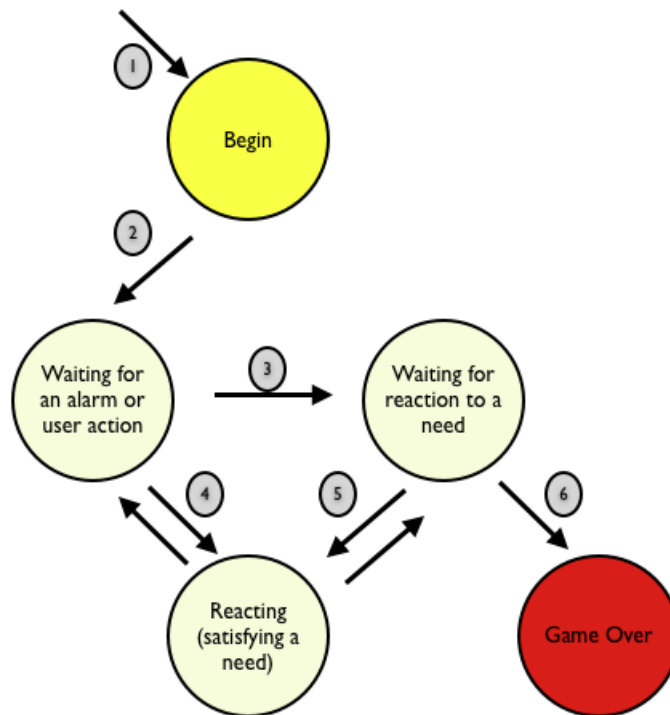 1
Begin
2
Waiting for
an alarm or
user action
3
Waiting for
reaction to a
need
4
5
6
Reacting
(satisfying a
need)
Game Over